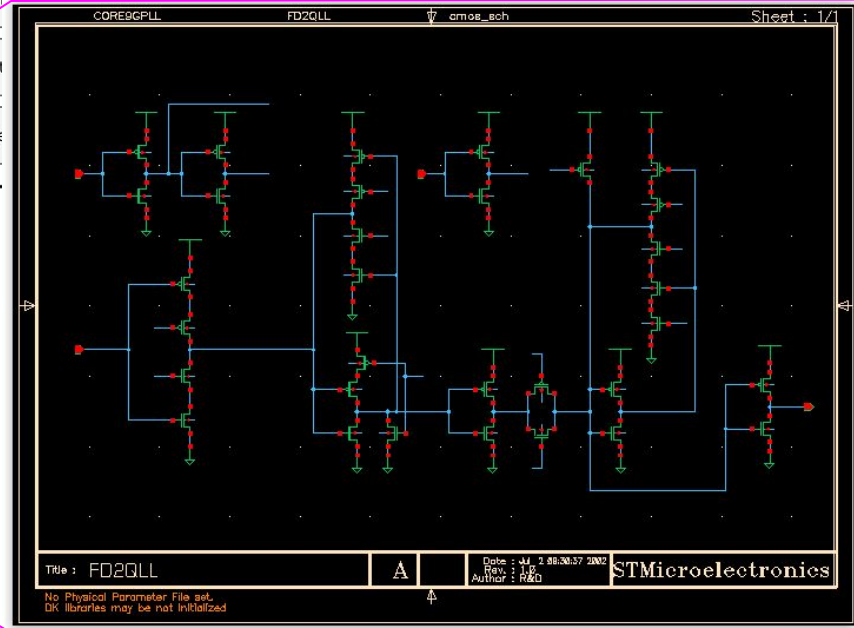 CORE9GPLL FD2QLL cmos_sch Sheet : 1/1
Title : FD2QLL A
Date : Jul 2 09:30:37 2002
Rev. : 1.0
Author : R&D
STMicroelectronics
No Physical Parameter File set.
DK libraries may be not initialized